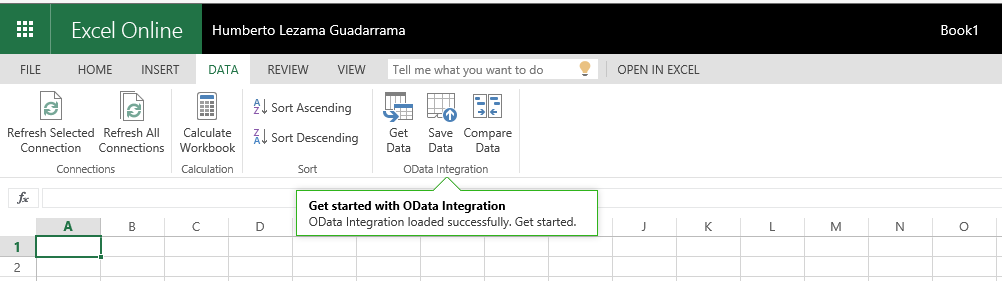 Excel Online Humberto Lezama Guadarrama Book1
FILE HOME INSERT DATA REVIEW VIEW Tell me what you want to do OPEN IN EXCEL
Refresh Selected Connection
Refresh All Connections
Connections
Calculate Workbook
Calculation
A Z Sort Ascending
Z A Sort Descending
Sort
Get Data
Save Data
Compare Data
OData Integration
fx
Get started with OData Integration
OData Integration loaded successfully. Get started.
A B C D J K L M N O
1
2